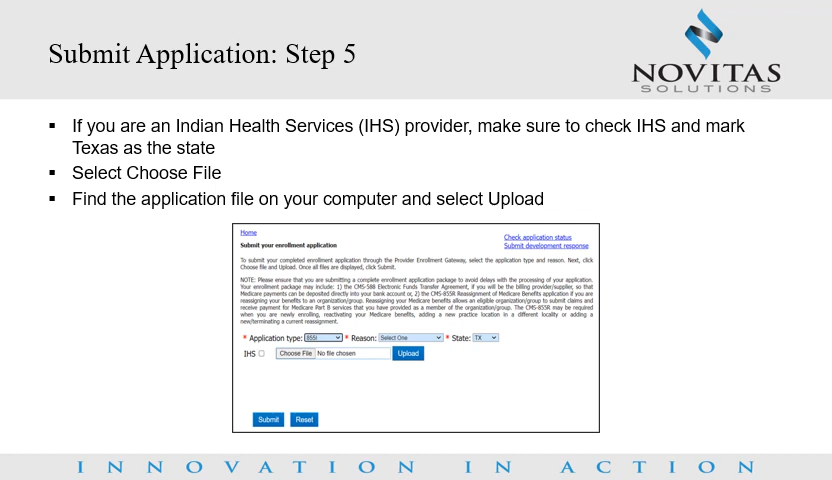 Submit Application: Step 5
NOVITAS
SOLUTIONS
▪ If you are an Indian Health Services (IHS) provider, make sure to check IHS and mark
Texas as the state
▪ Select Choose File
▪ Find the application file on your computer and select Upload
Home
Check application status
Submit your enrollment application
Submit development response
To submit your completed enrollment application through the Provider Enrollment Gateway, select the application type and reason. Next, click
Choose file and Upload. Once all files are displayed, click Submit.
NOTE: Please ensure that you are submitting a complete enrollment application package to avoid delays with the processing of your application.
Your enrollment package may include: 1) the CMS-588 Electronic Funds Transfer Agreement, if you will be the billing provider/supplier, so that
Medicare payments can be deposited directly into your bank account or, 2) the CMS-855R Reassignment of Medicare Benefits application if you are
reassigning your benefits to an organization/group. Reassigning your Medicare benefits allows an eligible organization/group to submit claims and
receive payment for Medicare Part B services that you have provided as a member of the organization/group. The CMS-855R may be required
when you are newly enrolling, reactivating your Medicare benefits, adding a new practice location in a different locality or adding a
new/terminating a current reassignment.
* Application type: 855I * Reason: Select One * State: TX
IHS Choose File No file chosen Upload
Submit Reset
INNOVATION IN ACTION